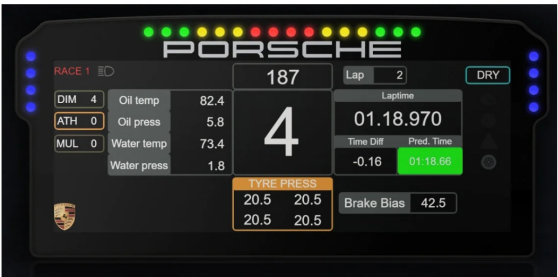 PORSCHE
RACE 1
187
Lap 2
DRY
DIM 4
ATH 0
MUL 0
Oil temp 82.4
Oil press 5.8
Water temp 73.4
Water press 1.8
4
Laptime
01.18.970
Time Diff Pred. Time
-0.16 01:18.66
TYRE PRESS
20.5 20.5
20.5 20.5
Brake Bias 42.5